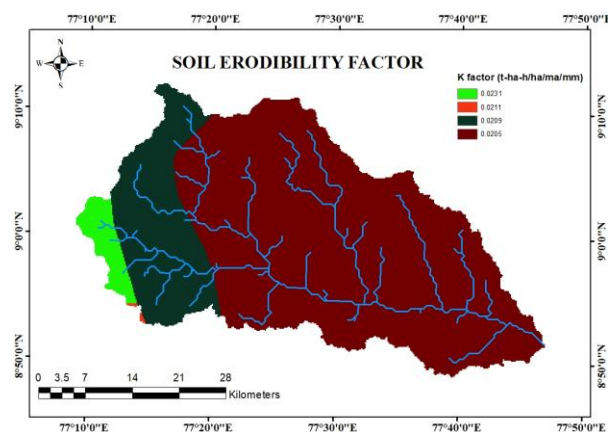 77°10'0"E 77°20'0"E 77°30'0"E 77°40'0"E 77°50'0"E
N
W E
S
SOIL ERODIBILITY FACTOR
K factor (t-ha-h/ha/ma/mm)
0.0231
0.0211
0.0209
0.0205
9°10'0"N 9°10'0"N
9°0'0"N 9°0'0"N
8°50'0"N 8°50'0"N
0 3.5 7 14 21 28
Kilometers
77°10'0"E 77°20'0"E 77°30'0"E 77°40'0"E 77°50'0"E